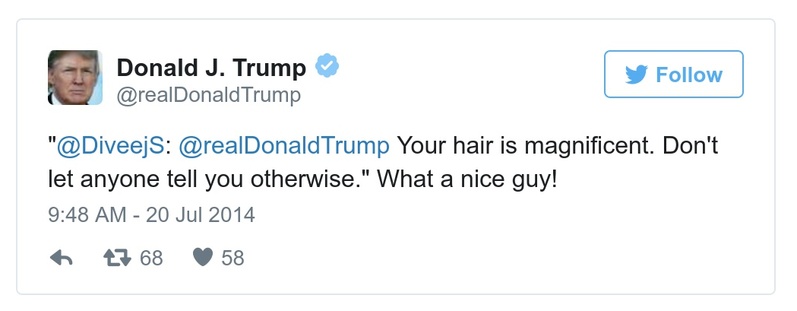 Donald J. Trump
@realDonaldTrump
Follow
"@DiveejS: @realDonaldTrump Your hair is magnificent. Don't
let anyone tell you otherwise." What a nice guy!
9:48 AM - 20 Jul 2014
68 58